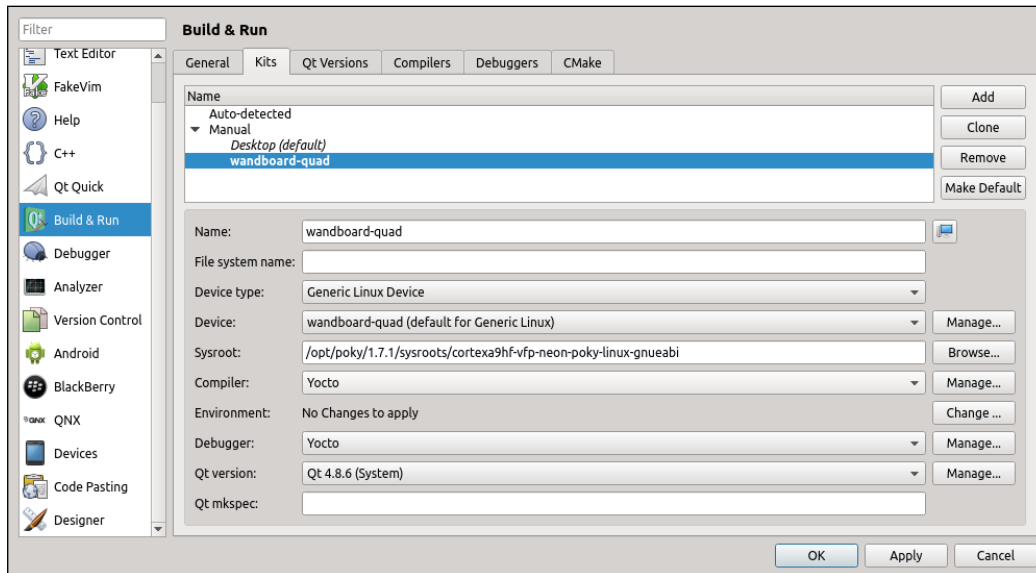 Filter
Build & Run
Text Editor
FakeVim
Help
C++
Qt Quick
Build & Run
Debugger
Analyzer
Version Control
Android
BlackBerry
QNX
QNX
Devices
Code Pasting
Designer
General Kits Qt Versions Compilers Debuggers CMake
Name
Auto-detected
Manual
Desktop (default)
wandboard-quad
Add
Clone
Remove
Make Default
Name: wandboard-quad
File system name:
Device type: Generic Linux Device
Device: wandboard-quad (default for Generic Linux) Manage...
Sysroot: /opt/poky/1.7.1/sysroots/cortexa9hf-vfp-neon-poky-linux-gnueabi Browse...
Compiler: Yocto Manage...
Environment: No Changes to apply Change ...
Debugger: Yocto Manage...
Qt version: Qt 4.8.6 (System) Manage...
Qt mkspec:
OK Apply Cancel